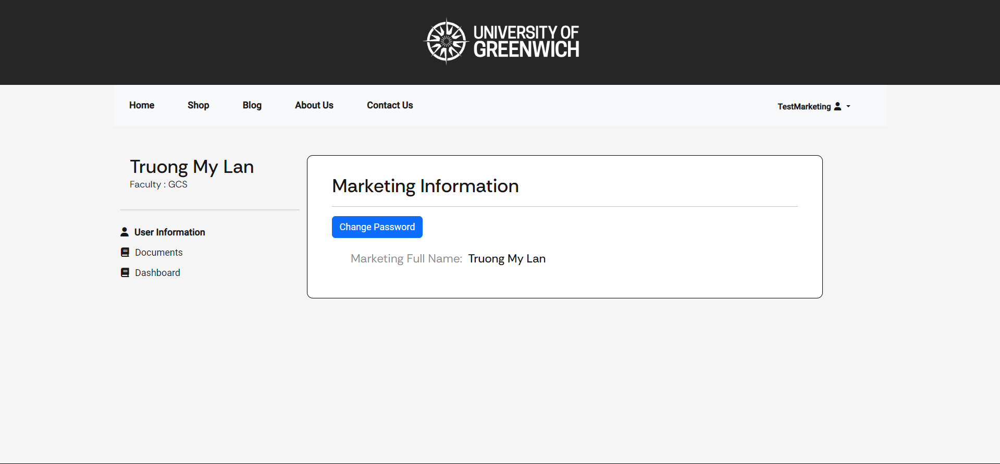 UNIVERSITY OF
GREENWICH
Home Shop Blog About Us Contact Us TestMarketing
Truong My Lan
Faculty : GCS
User Information
Documents
Dashboard
Marketing Information
Change Password
Marketing Full Name: Truong My Lan